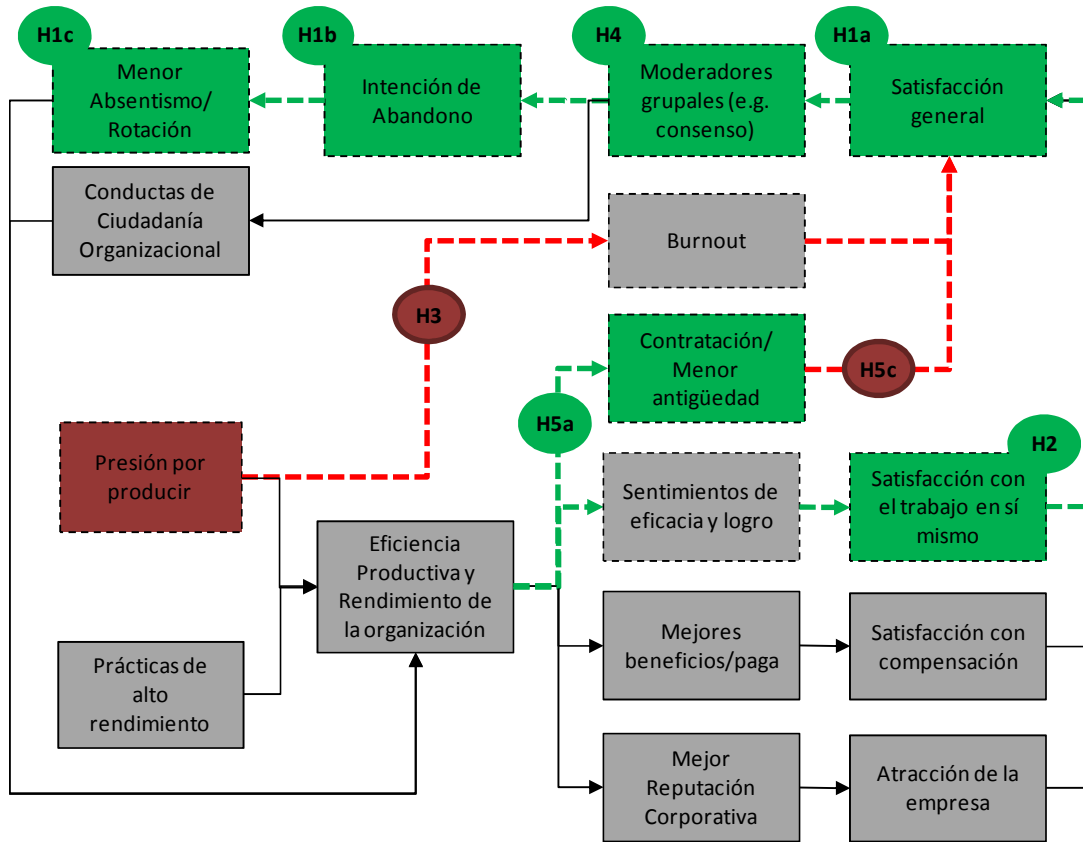 H1c
Menor
Absentismo/
Rotación
H1b
Intención de
Abandono
H4
Moderadores
grupales (e.g.
consenso)
H1a
Satisfacción
general
Conductas de
Ciudadanía
Organizacional
Burnout
H3
Contratación/
Menor
antigüedad
H5c
H5a
Presión por
producir
Sentimientos de
eficacia y logro
H2
Satisfacción con
el trabajo en sí
mismo
Eficiencia
Productiva y
Rendimiento de
la organización
Mejores
beneficios/paga
Satisfacción con
compensación
Prácticas de
alto
rendimiento
Mejor
Reputación
Corporativa
Atracción de la
empresa